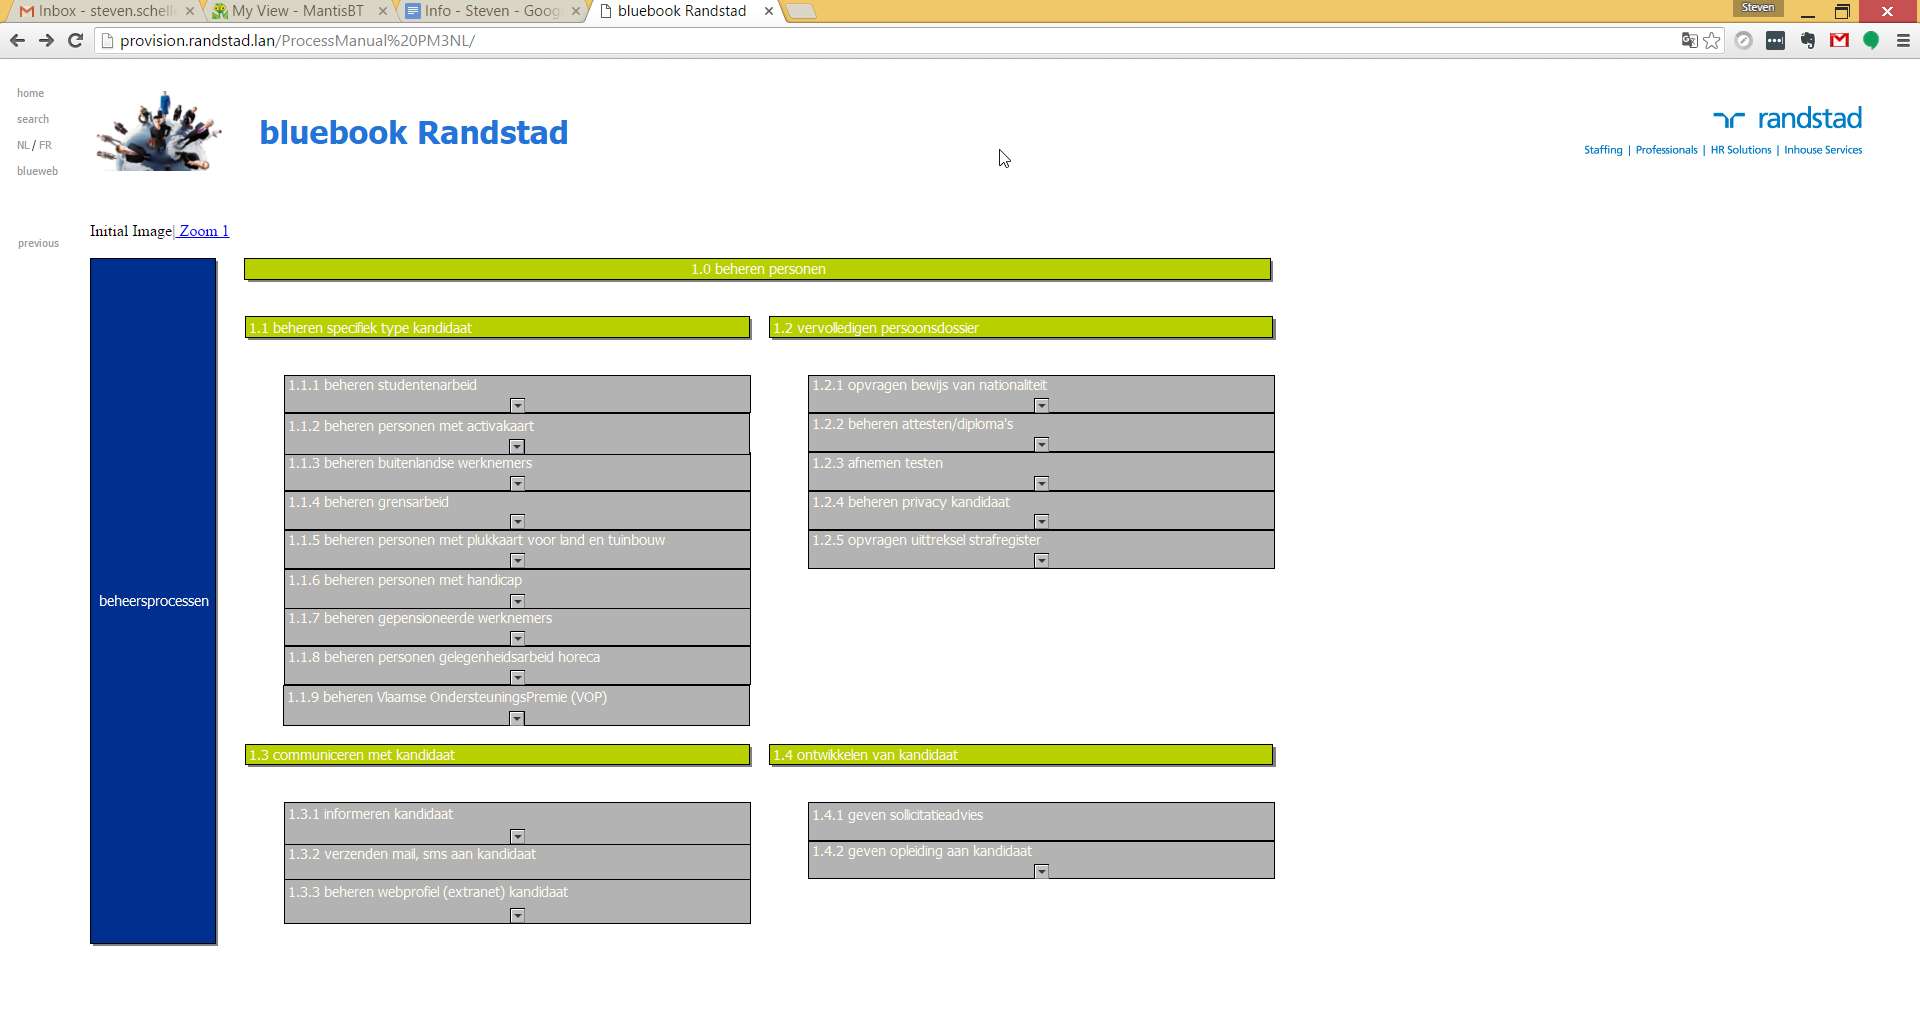 Inbox - steven.schell
My View - MantisBT
Info - Steven - Goog
bluebook Randstad
Steven
provision.randstad.lan/ProcessManual%20PM3NL/
home
search
NL / FR
blueweb
previous
bluebook Randstad
randstad
Staffing | Professionals | HR Solutions | Inhouse Services
Initial Image| Zoom 1
beheersprocessen
1.0 beheren personen
1.1 beheren specifiek type kandidaat
1.1.1 beheren studentenarbeid
1.1.2 beheren personen met activakaart
1.1.3 beheren buitenlandse werknemers
1.1.4 beheren grensarbeid
1.1.5 beheren personen met plukkaart voor land en tuinbouw
1.1.6 beheren personen met handicap
1.1.7 beheren gepensioneerde werknemers
1.1.8 beheren personen gelegenheidsarbeid horeca
1.1.9 beheren Vlaamse OndersteuningsPremie (VOP)
1.2 vervolledigen persoonsdossier
1.2.1 opvragen bewijs van nationaliteit
1.2.2 beheren attesten/diploma's
1.2.3 afnemen testen
1.2.4 beheren privacy kandidaat
1.2.5 opvragen uittreksel strafregister
1.3 communiceren met kandidaat
1.3.1 informeren kandidaat
1.3.2 verzenden mail, sms aan kandidaat
1.3.3 beheren webprofiel (extranet) kandidaat
1.4 ontwikkelen van kandidaat
1.4.1 geven sollicitatieadvies
1.4.2 geven opleiding aan kandidaat